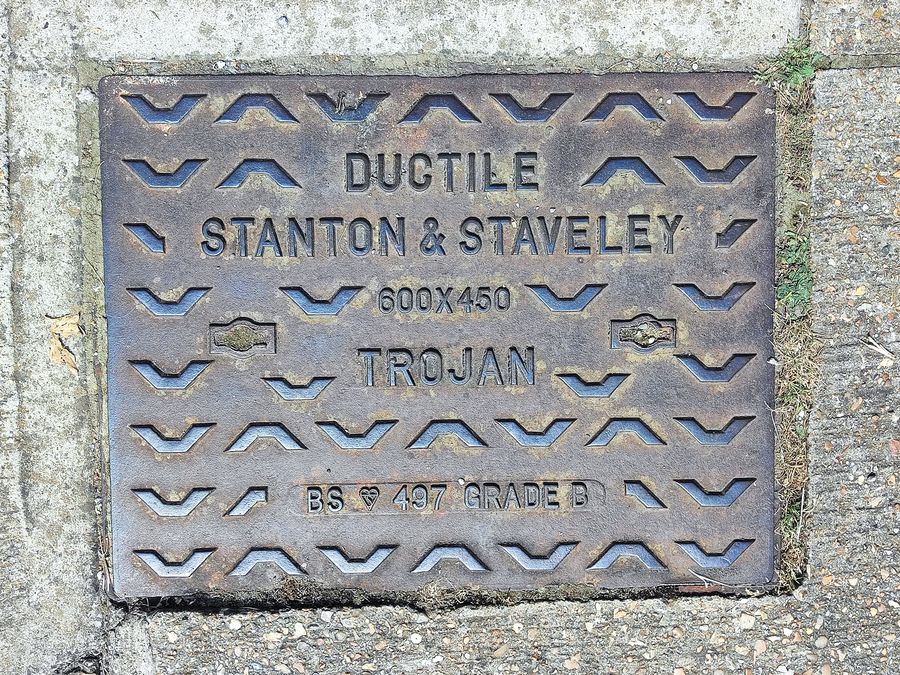 DUCTILE
STANTON & STAVELEY
600X450
TROJAN
BS 497 GRADE B